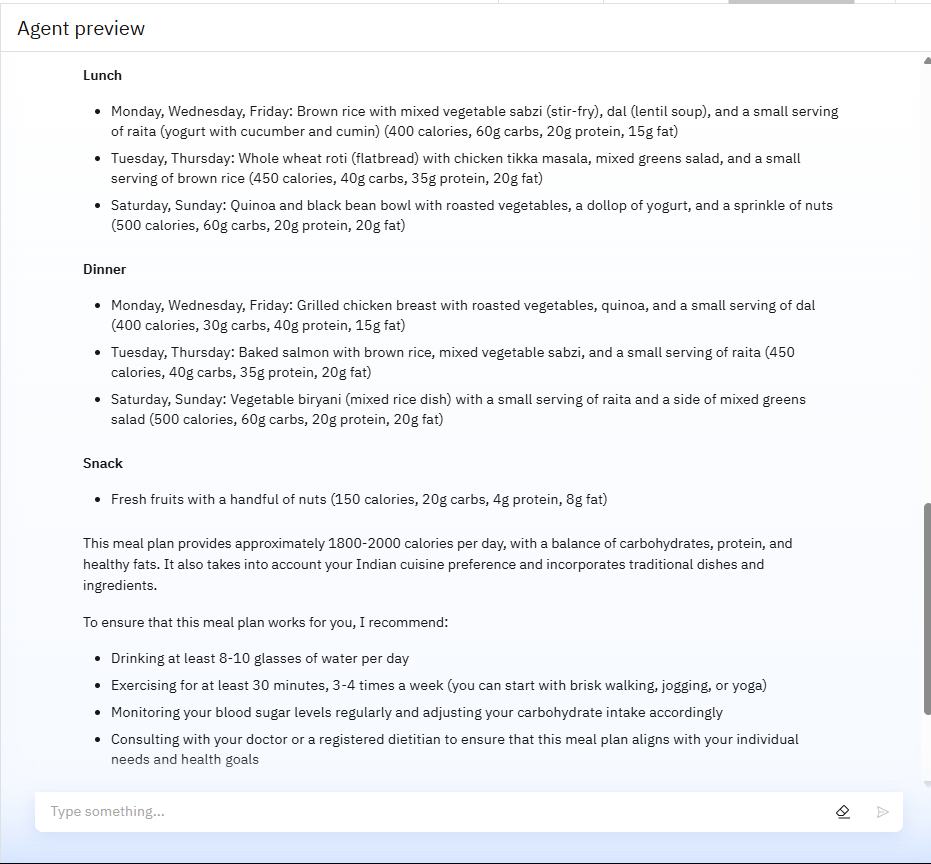 Agent preview
Lunch
• Monday, Wednesday, Friday: Brown rice with mixed vegetable sabzi (stir-fry), dal (lentil soup), and a small serving
of raita (yogurt with cucumber and cumin) (400 calories, 60g carbs, 20g protein, 15g fat)
• Tuesday, Thursday: Whole wheat roti (flatbread) with chicken tikka masala, mixed greens salad, and a small
serving of brown rice (450 calories, 40g carbs, 35g protein, 20g fat)
• Saturday, Sunday: Quinoa and black bean bowl with roasted vegetables, a dollop of yogurt, and a sprinkle of nuts
(500 calories, 60g carbs, 20g protein, 20g fat)
Dinner
• Monday, Wednesday, Friday: Grilled chicken breast with roasted vegetables, quinoa, and a small serving of dal
(400 calories, 30g carbs, 40g protein, 15g fat)
• Tuesday, Thursday: Baked salmon with brown rice, mixed vegetable sabzi, and a small serving of raita (450
calories, 40g carbs, 35g protein, 20g fat)
• Saturday, Sunday: Vegetable biryani (mixed rice dish) with a small serving of raita and a side of mixed greens
salad (500 calories, 60g carbs, 20g protein, 20g fat)
Snack
• Fresh fruits with a handful of nuts (150 calories, 20g carbs, 4g protein, 8g fat)
This meal plan provides approximately 1800-2000 calories per day, with a balance of carbohydrates, protein, and
healthy fats. It also takes into account your Indian cuisine preference and incorporates traditional dishes and
ingredients.
To ensure that this meal plan works for you, I recommend:
• Drinking at least 8-10 glasses of water per day
• Exercising for at least 30 minutes, 3-4 times a week (you can start with brisk walking, jogging, or yoga)
• Monitoring your blood sugar levels regularly and adjusting your carbohydrate intake accordingly
• Consulting with your doctor or a registered dietitian to ensure that this meal plan aligns with your individual
needs and health goals
Type something...